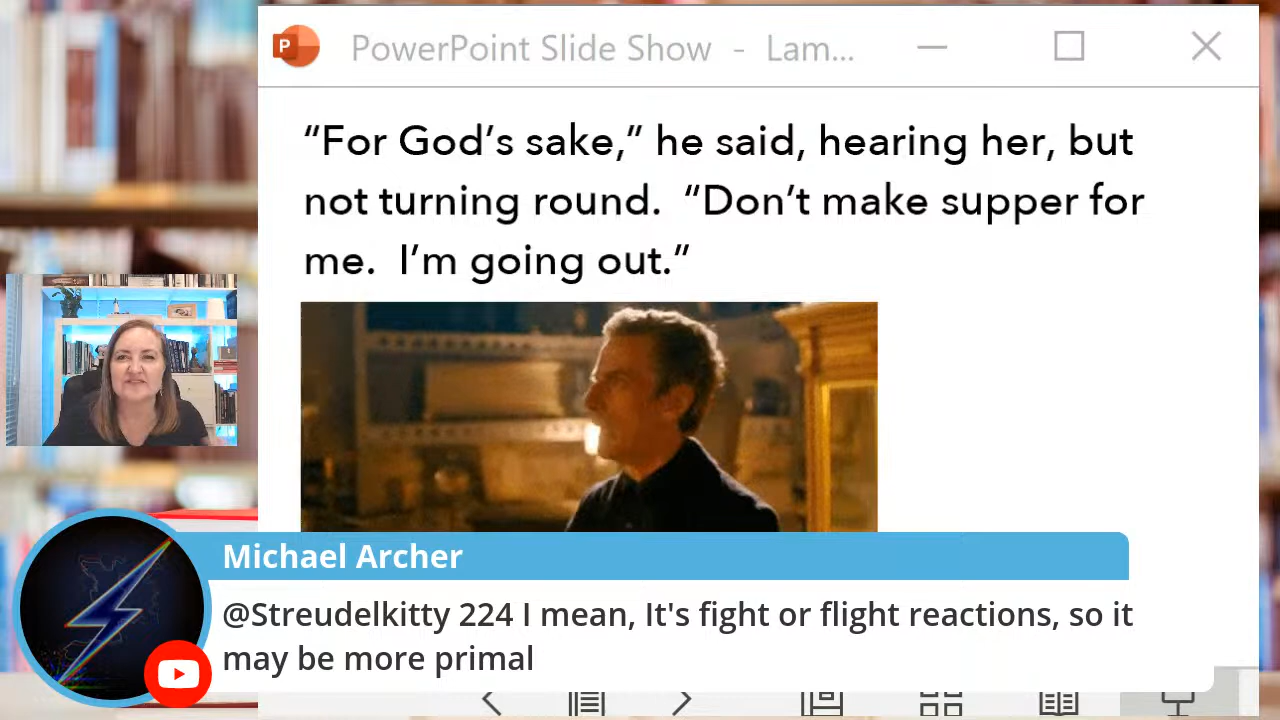 P
PowerPoint Slide Show - Lam...
“For God’s sake,” he said, hearing her, but
not turning round.  “Don’t make supper for
me.  I’m going out.”
Michael Archer
@Streudelkitty 224 I mean, It's fight or flight reactions, so it
may be more primal